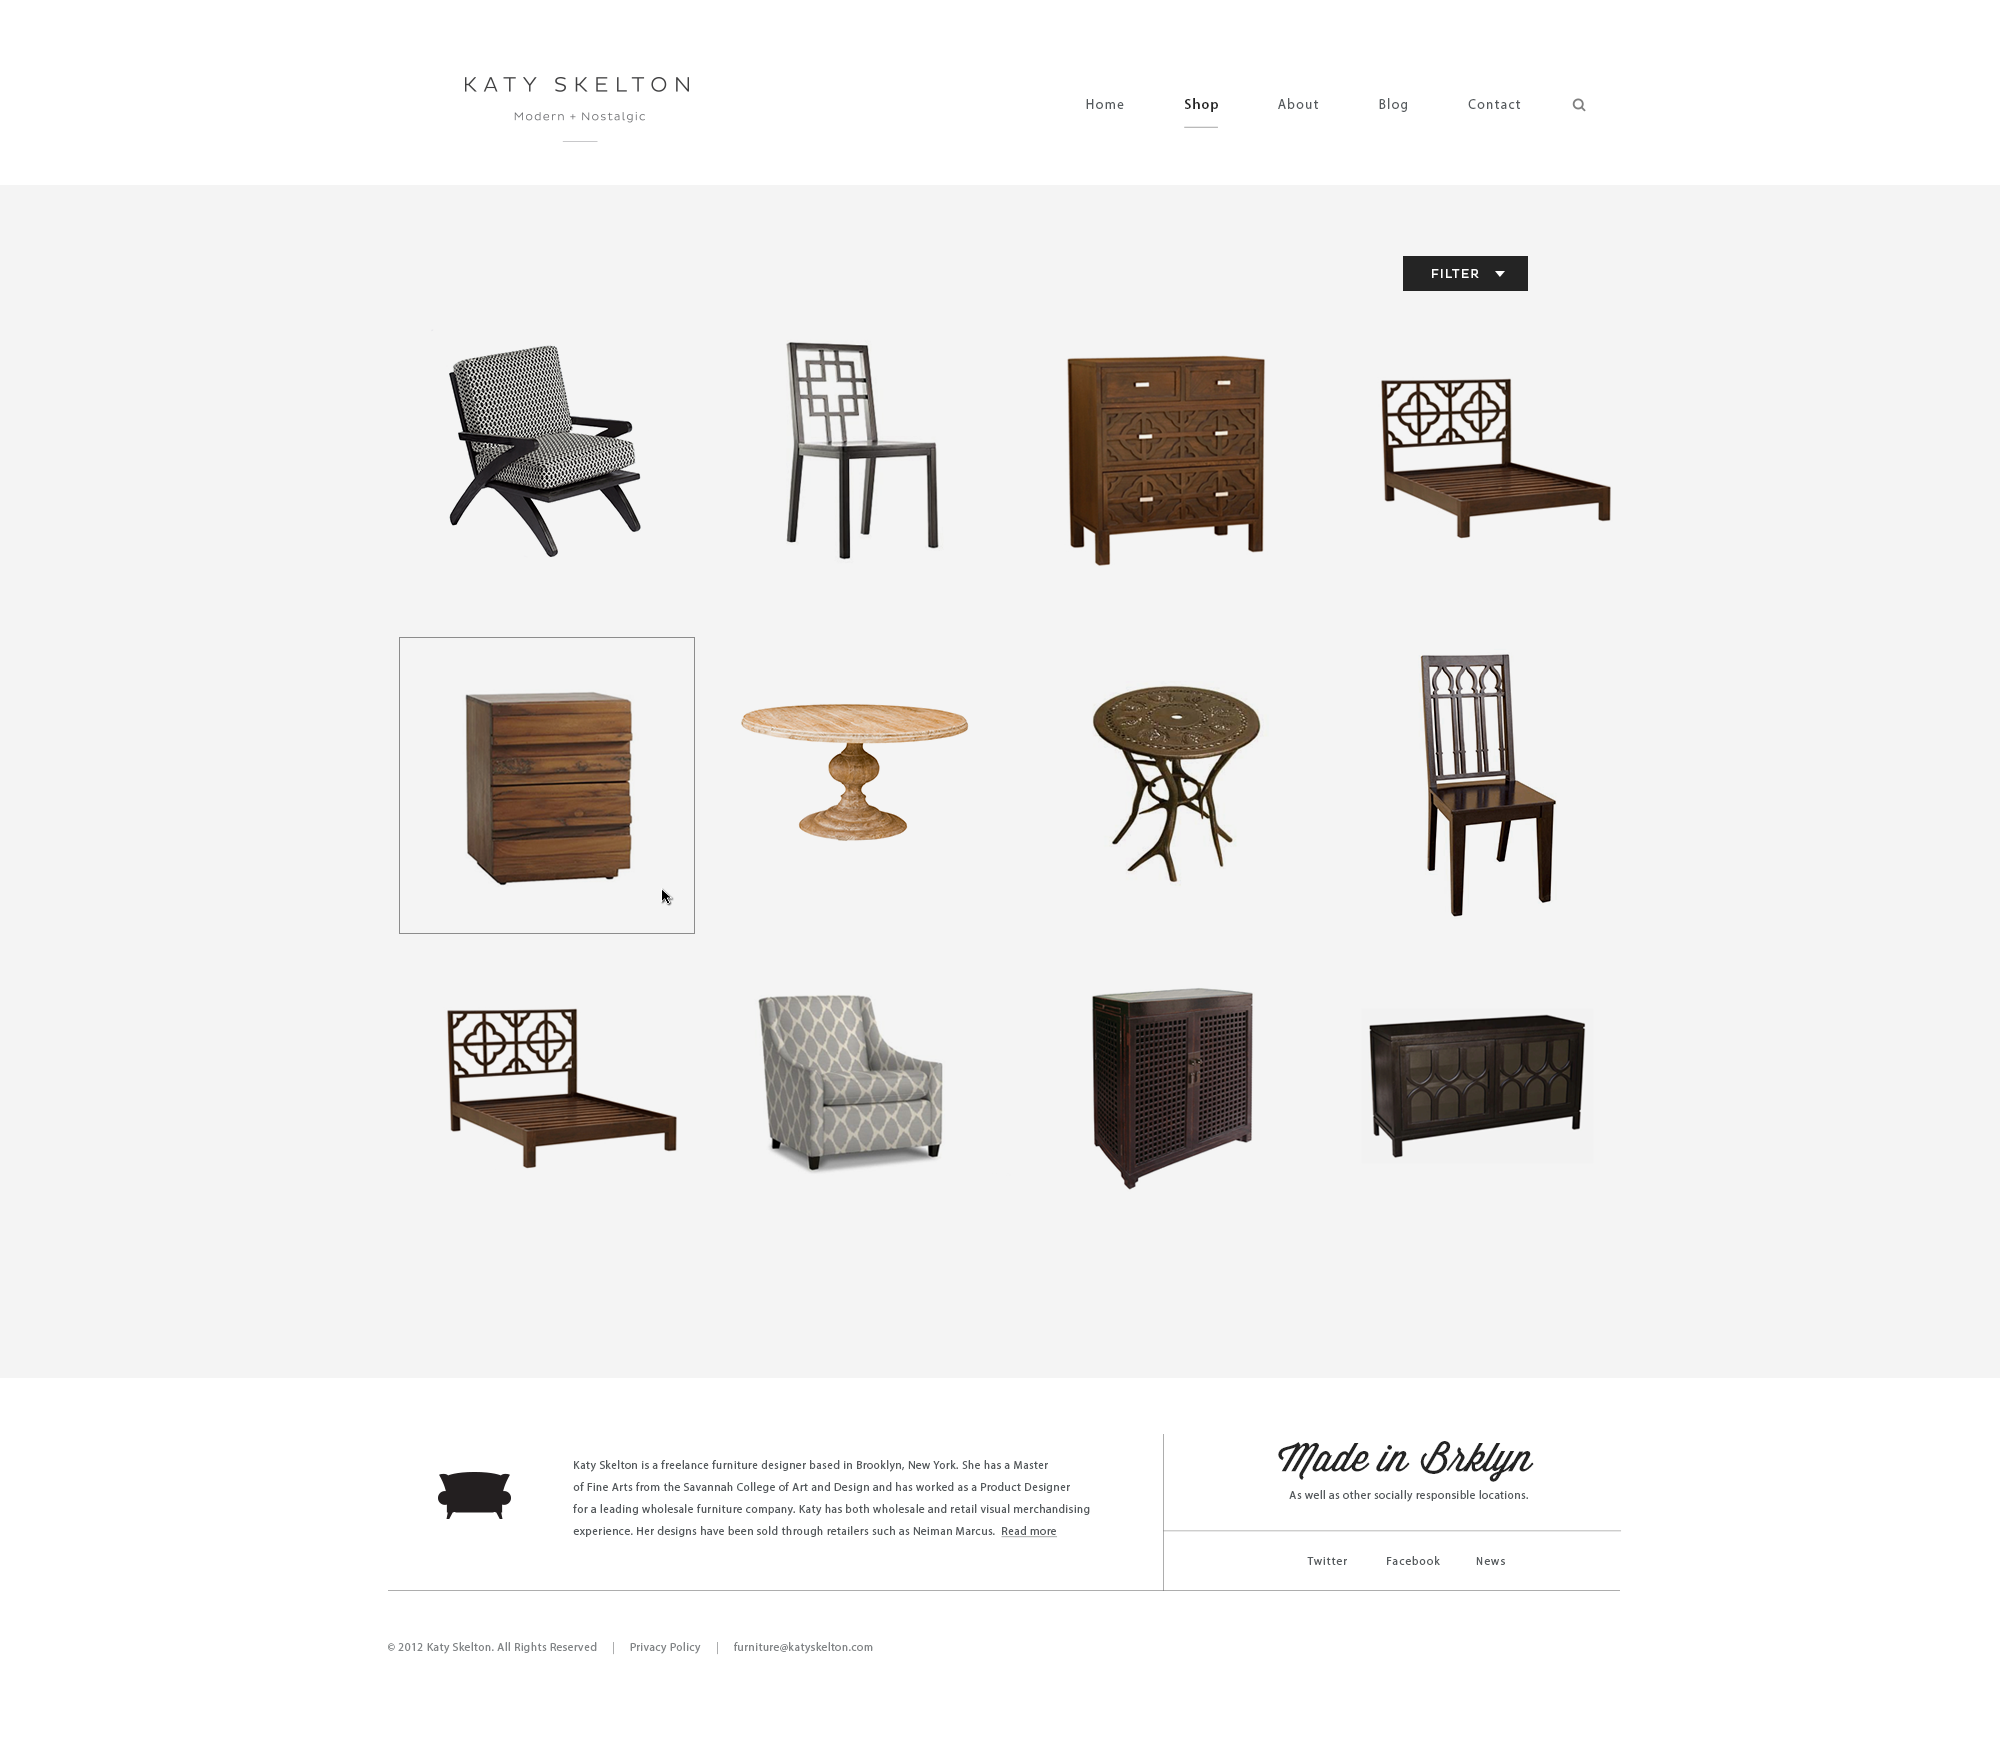 KATY SKELTON
Modern + Nostalgic
Home Shop About Blog Contact
FILTER
Katy Skelton is a freelance furniture designer based in Brooklyn, New York. She has a Master
of Fine Arts from the Savannah College of Art and Design and has worked as a Product Designer
for a leading wholesale furniture company. Katy has both wholesale and retail visual merchandising
experience. Her designs have been sold through retailers such as Neiman Marcus. Read more
Made in Brklyn
As well as other socially responsible locations.
Twitter Facebook News
© 2012 Katy Skelton. All Rights Reserved | Privacy Policy | furniture@katyskelton.com